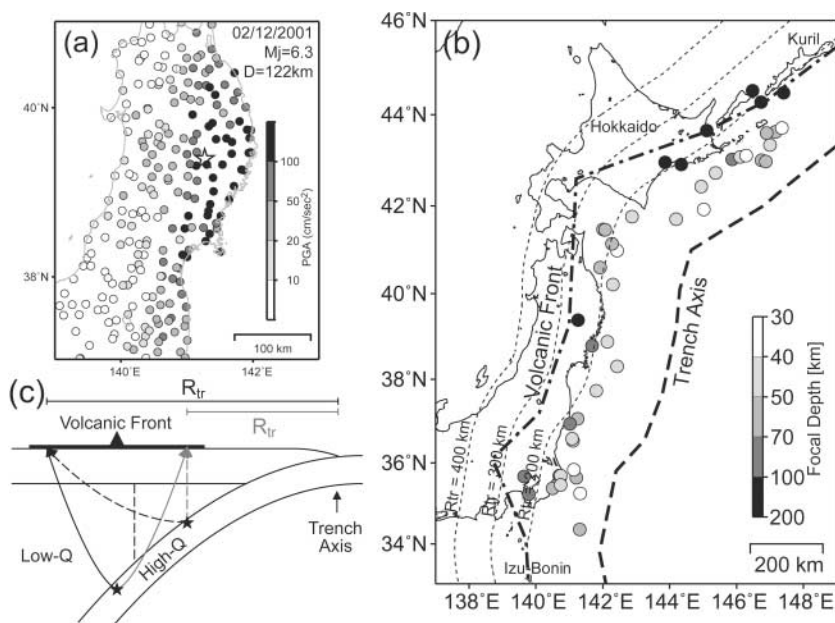 (a)
02/12/2001
Mj=6.3
D=122km
40˚N
38˚N
140˚E
142˚E
100
50
20
10
PGA (cm/sec²)
100 km
(b)
46˚N
44˚N
42˚N
40˚N
38˚N
36˚N
34˚N
138˚E
140˚E
142˚E
144˚E
146˚E
148˚E
Kuril
Hokkaido
Volcanic Front
Trench Axis
Rtr = 400 km
Rtr = 300 km
Rtr = 200 km
Izu-Bonin
30
40
50
70
100
200
Focal Depth [km]
200 km
(c)
Rtr
Volcanic Front
Rtr
Low-Q
High-Q
Trench
Axis